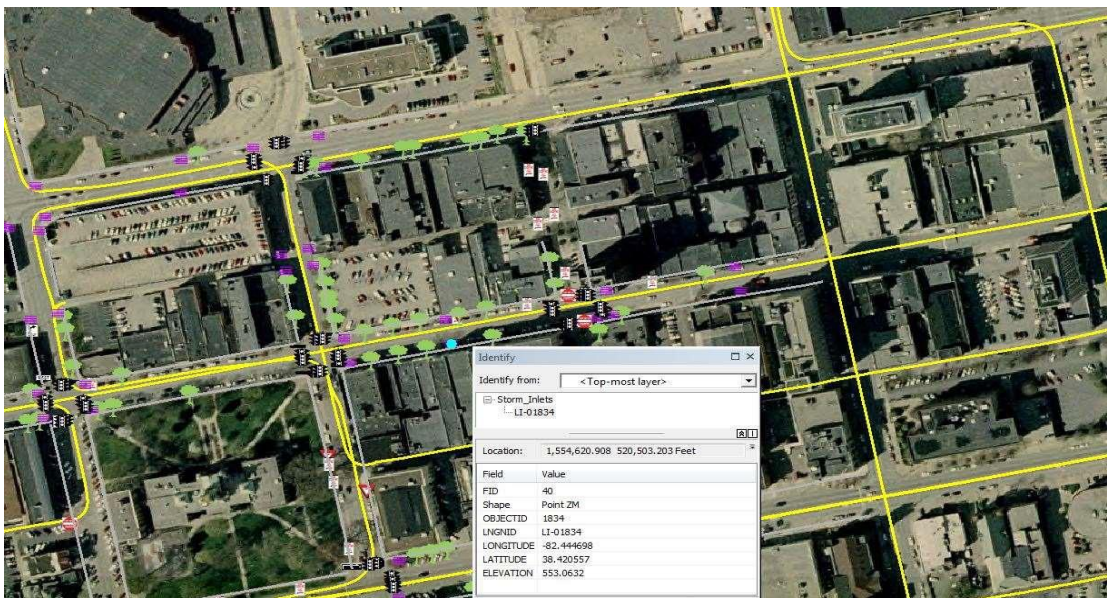 Identify
Identify from: <Top-most layer>
Storm_Inlets
LI-01834
Location: 1,554,620.908 520,503.203 Feet
Field Value
FID 40
Shape Point ZM
OBJECTID 1834
LNGNID LI-01834
LONGITUDE -82.444698
LATITUDE 38.420557
ELEVATION 553.0632